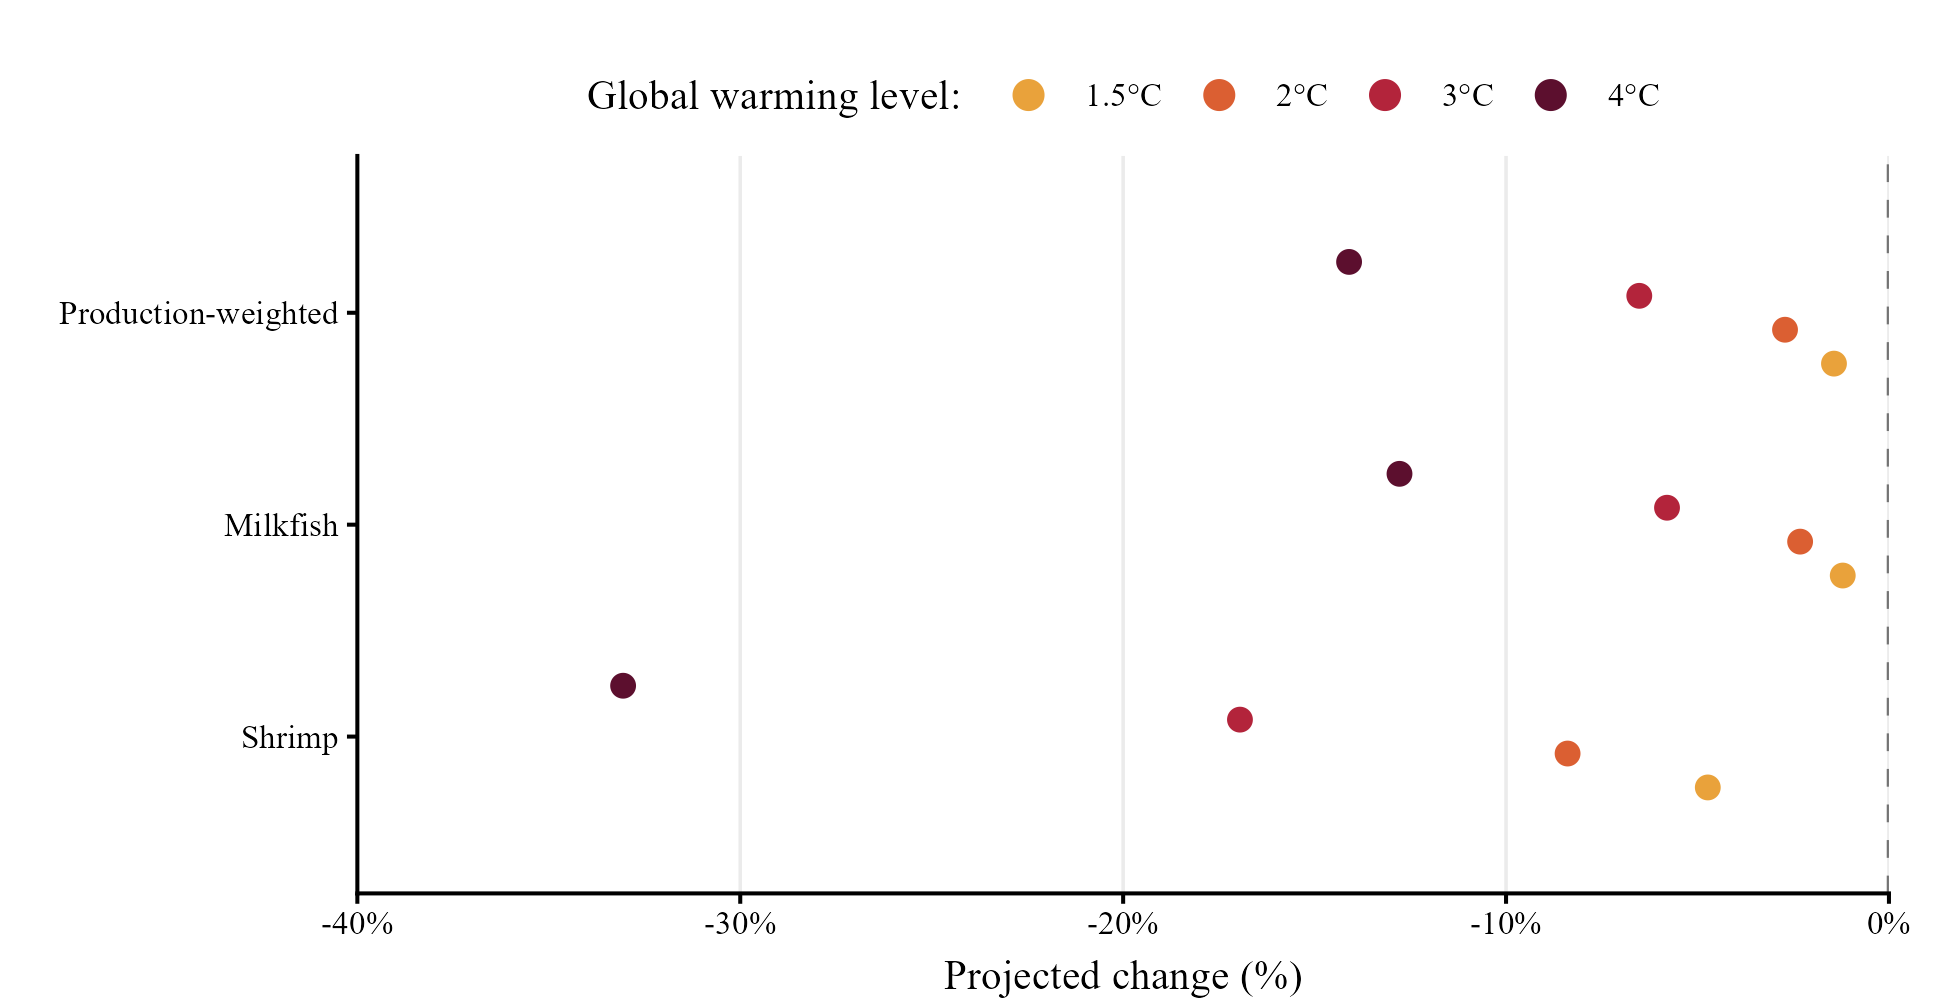 Global warming level: 1.5°C 2°C 3°C 4°C
Production-weighted
Milkfish
Shrimp
-40% -30% -20% -10% 0%
Projected change (%)